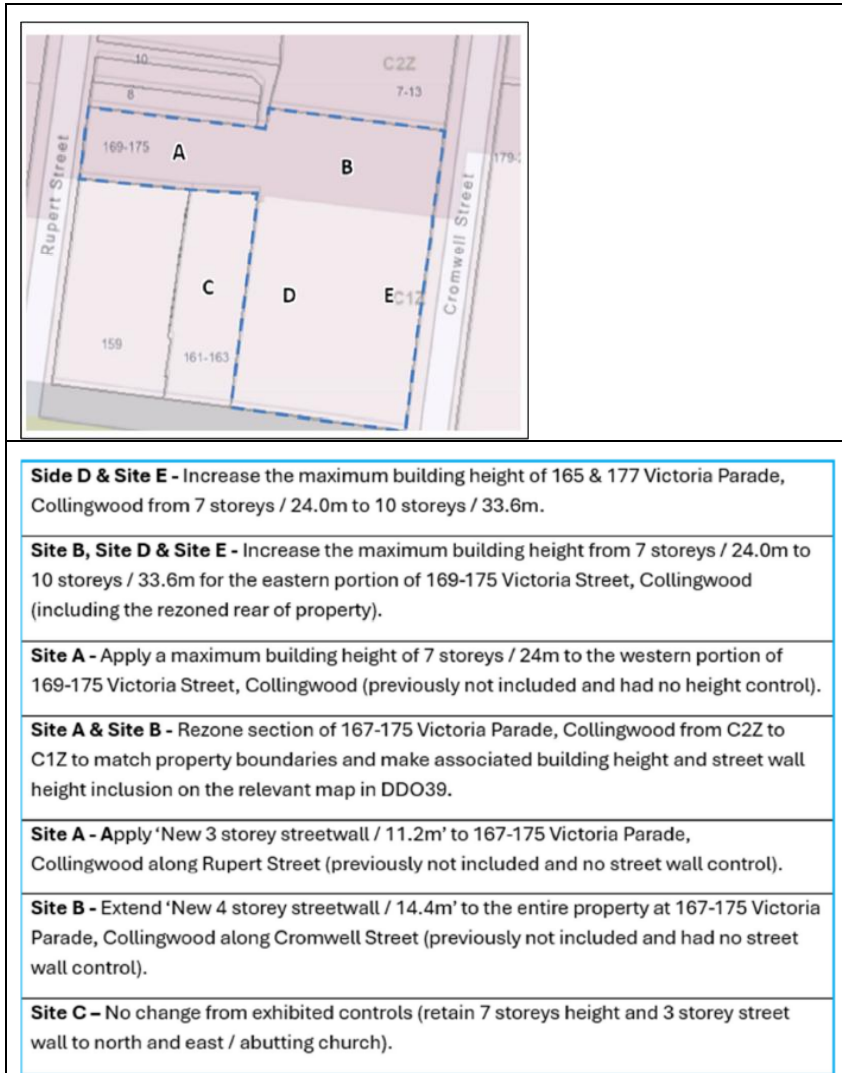 10
C2Z
7-13
8
169-175
A
B
179-
Rupert Street
Cromwell Street
C
D
E
C1Z
159
161-163
Side D & Site E - Increase the maximum building height of 165 & 177 Victoria Parade,
Collingwood from 7 storeys / 24.0m to 10 storeys / 33.6m.
Site B, Site D & Site E - Increase the maximum building height from 7 storeys / 24.0m to
10 storeys / 33.6m for the eastern portion of 169-175 Victoria Street, Collingwood
(including the rezoned rear of property).
Site A - Apply a maximum building height of 7 storeys / 24m to the western portion of
169-175 Victoria Street, Collingwood (previously not included and had no height control).
Site A & Site B - Rezone section of 167-175 Victoria Parade, Collingwood from C2Z to
C1Z to match property boundaries and make associated building height and street wall
height inclusion on the relevant map in DDO39.
Site A - Apply ‘New 3 storey streetwall / 11.2m’ to 167-175 Victoria Parade,
Collingwood along Rupert Street (previously not included and no street wall control).
Site B - Extend ‘New 4 storey streetwall / 14.4m’ to the entire property at 167-175 Victoria
Parade, Collingwood along Cromwell Street (previously not included and had no street
wall control).
Site C – No change from exhibited controls (retain 7 storeys height and 3 storey street
wall to north and east / abutting church).